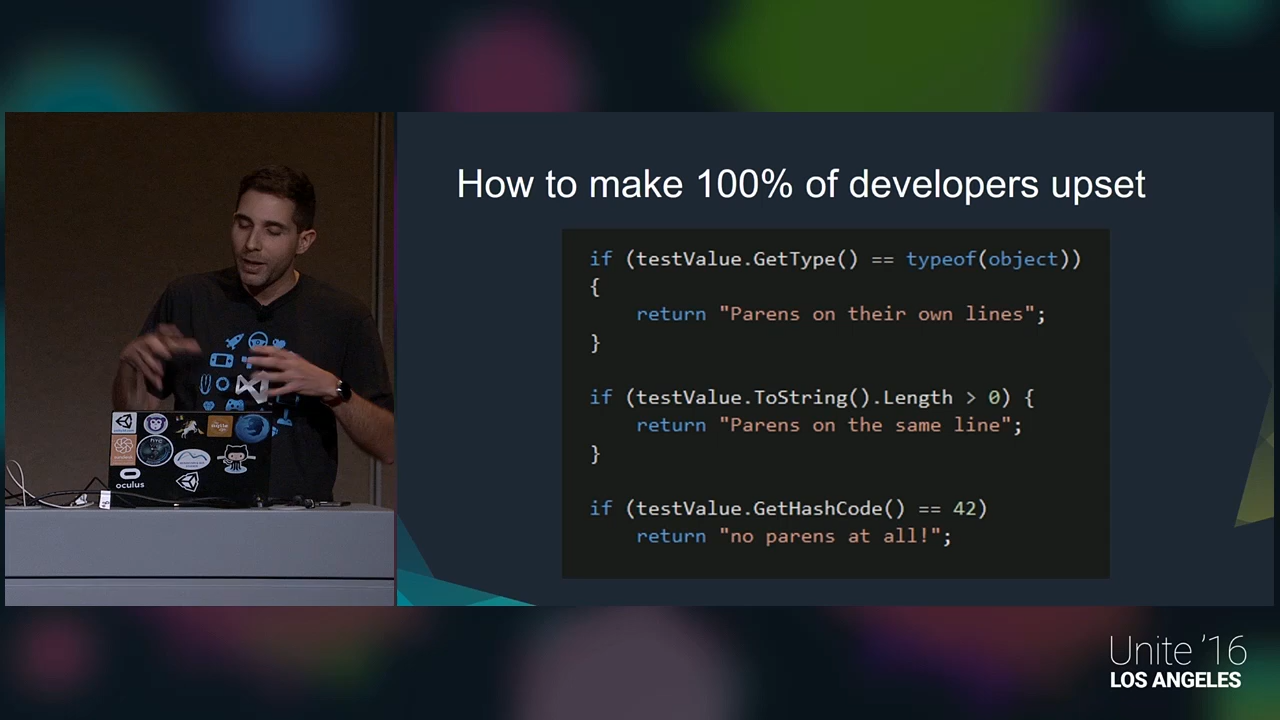 How to make 100% of developers upset
if (testValue.GetType() == typeof(object))
{
return "Parens on their own lines";
}
if (testValue.ToString().Length > 0) {
return "Parens on the same line";
}
if (testValue.GetHashCode() == 42)
return "no parens at all!";
oculus
Unite '16
LOS ANGELES